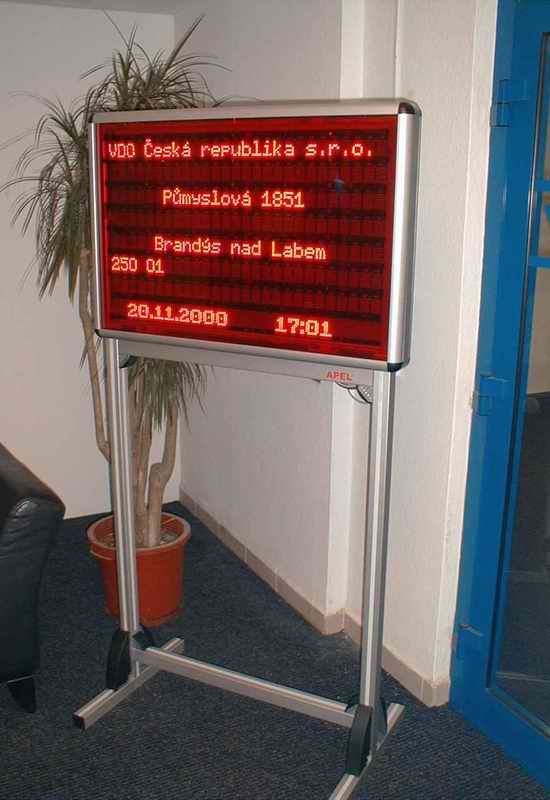 VDO Česká republika s.r.o.
Půmyslová 1851
Brandýs nad Labem
250 01
20.11.2000 17:01
APEL